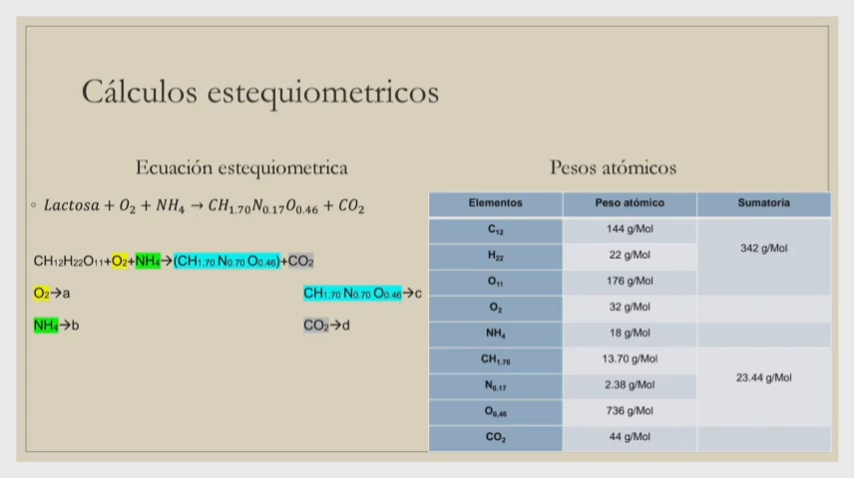 Cálculos estequiometricos
Ecuación estequiometrica
Pesos atómicos
◦ Lactosa + O₂ + NH₄ → CH₁.₇₀N₀.₁₇O₀.₄₆ + CO₂
CH₁₂H₂₂O₁₁+O₂+NH₄→(CH₁.₇₀ N₀.₇₀ O₀.₄₆)+CO₂
O₂→a
CH₁.₇₀ N₀.₇₀ O₀.₄₆→c
NH₄→b
CO₂→d
Elementos Peso atómico Sumatoria
C₁₂ 144 g/Mol
342 g/Mol
H₂₂ 22 g/Mol
O₁₁ 176 g/Mol
O₂ 32 g/Mol
NH₄ 18 g/Mol
CH₁.₇₀ 13.70 g/Mol
23.44 g/Mol
N₀.₁₇ 2.38 g/Mol
O₀.₄₆ 736 g/Mol
CO₂ 44 g/Mol